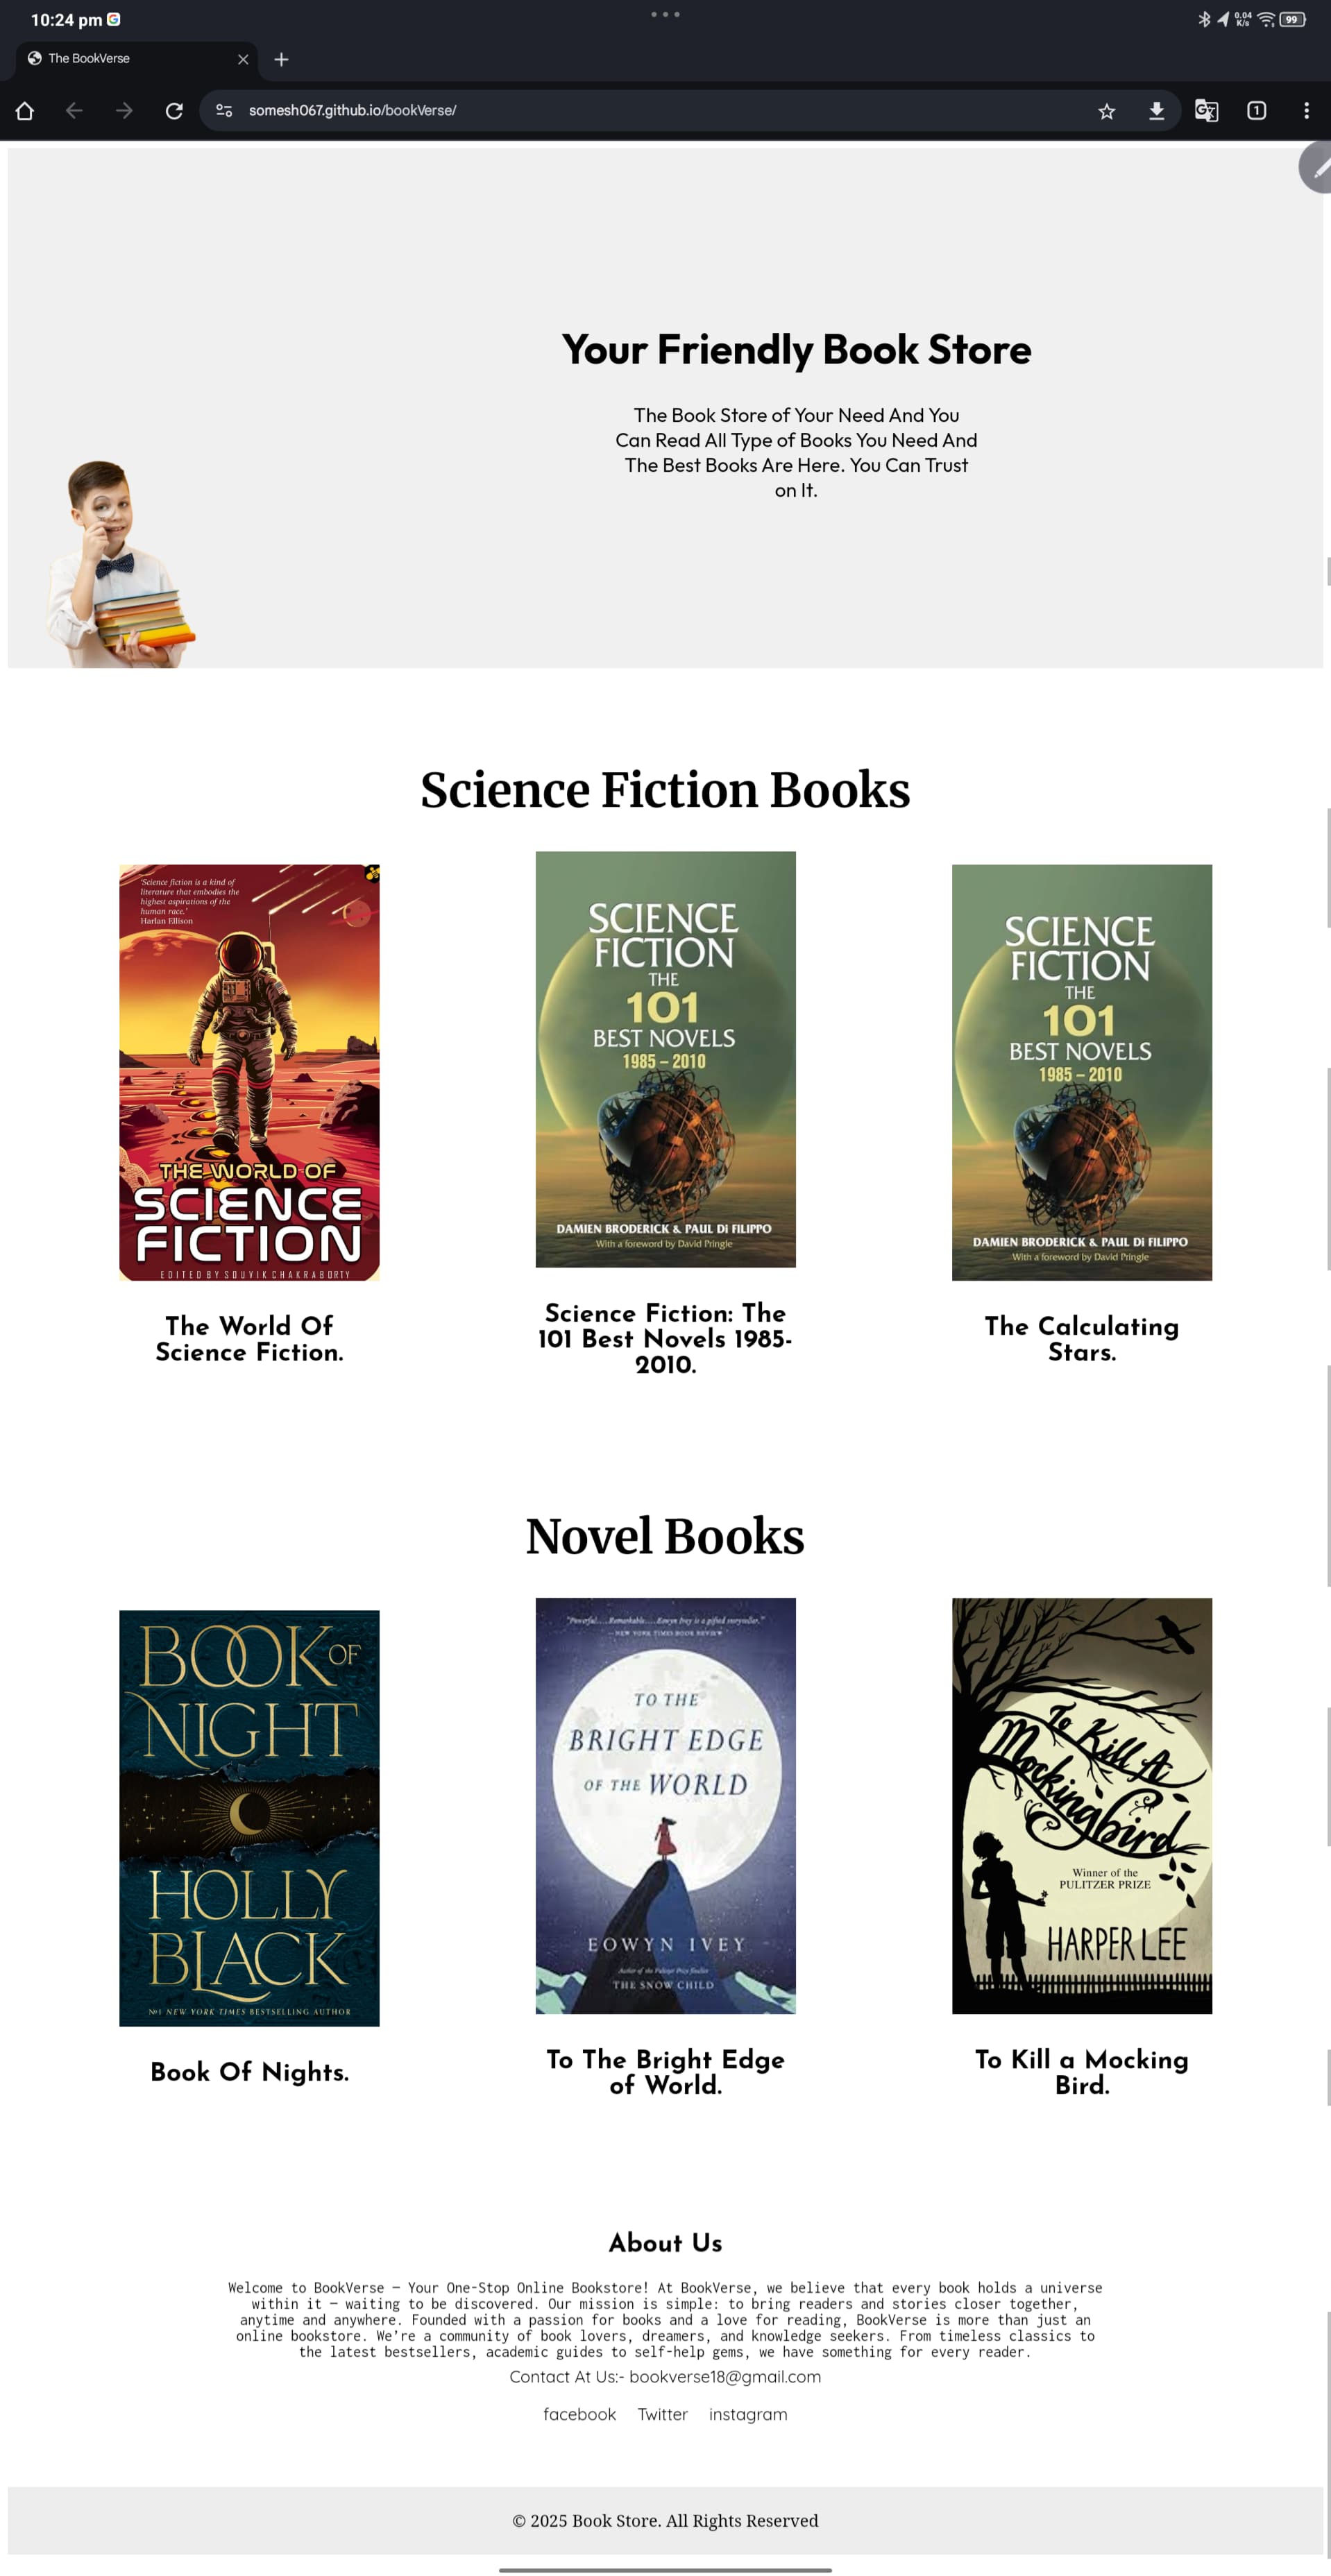 10:24 pm
0.04
K/s
99
The BookVerse
somesh067.github.io/bookVerse/
1
Your Friendly Book Store
The Book Store of Your Need And You
Can Read All Type of Books You Need And
The Best Books Are Here. You Can Trust
on It.
Science Fiction Books
'Science fiction is a kind of
literature that embodies the
highest aspirations of the
human race.'
Harlan Ellison
THE WORLD OF
SCIENCE
FICTION
EDITED BY SOUVIK CHAKRABORTY
The World Of
Science Fiction.
SCIENCE
FICTION
THE
101
BEST NOVELS
1985 – 2010
DAMIEN BRODERICK & PAUL Di FILIPPO
With a foreword by David Pringle
Science Fiction: The
101 Best Novels 1985-
2010.
SCIENCE
FICTION
THE
101
BEST NOVELS
1985 – 2010
DAMIEN BRODERICK & PAUL Di FILIPPO
With a foreword by David Pringle
The Calculating
Stars.
Novel Books
BOOK OF
NIGHT
HOLLY
BLACK
Nº1 NEW YORK TIMES BESTSELLING AUTHOR
Book Of Nights.
"Powerful....Remarkable....Eowyn Ivey is a gifted storyteller."
—NEW YORK TIMES BOOK REVIEW
TO THE
BRIGHT EDGE
OF THE WORLD
EOWYN IVEY
Author of the Pulitzer Prize finalist
THE SNOW CHILD
To The Bright Edge
of World.
To Kill A
Mockingbird
Winner of the
PULITZER PRIZE
HARPER LEE
To Kill a Mocking
Bird.
About Us
Welcome to BookVerse – Your One-Stop Online Bookstore! At BookVerse, we believe that every book holds a universe
within it – waiting to be discovered. Our mission is simple: to bring readers and stories closer together,
anytime and anywhere. Founded with a passion for books and a love for reading, BookVerse is more than just an
online bookstore. We're a community of book lovers, dreamers, and knowledge seekers. From timeless classics to
the latest bestsellers, academic guides to self-help gems, we have something for every reader.
Contact At Us:- bookverse18@gmail.com
facebook Twitter instagram
© 2025 Book Store. All Rights Reserved